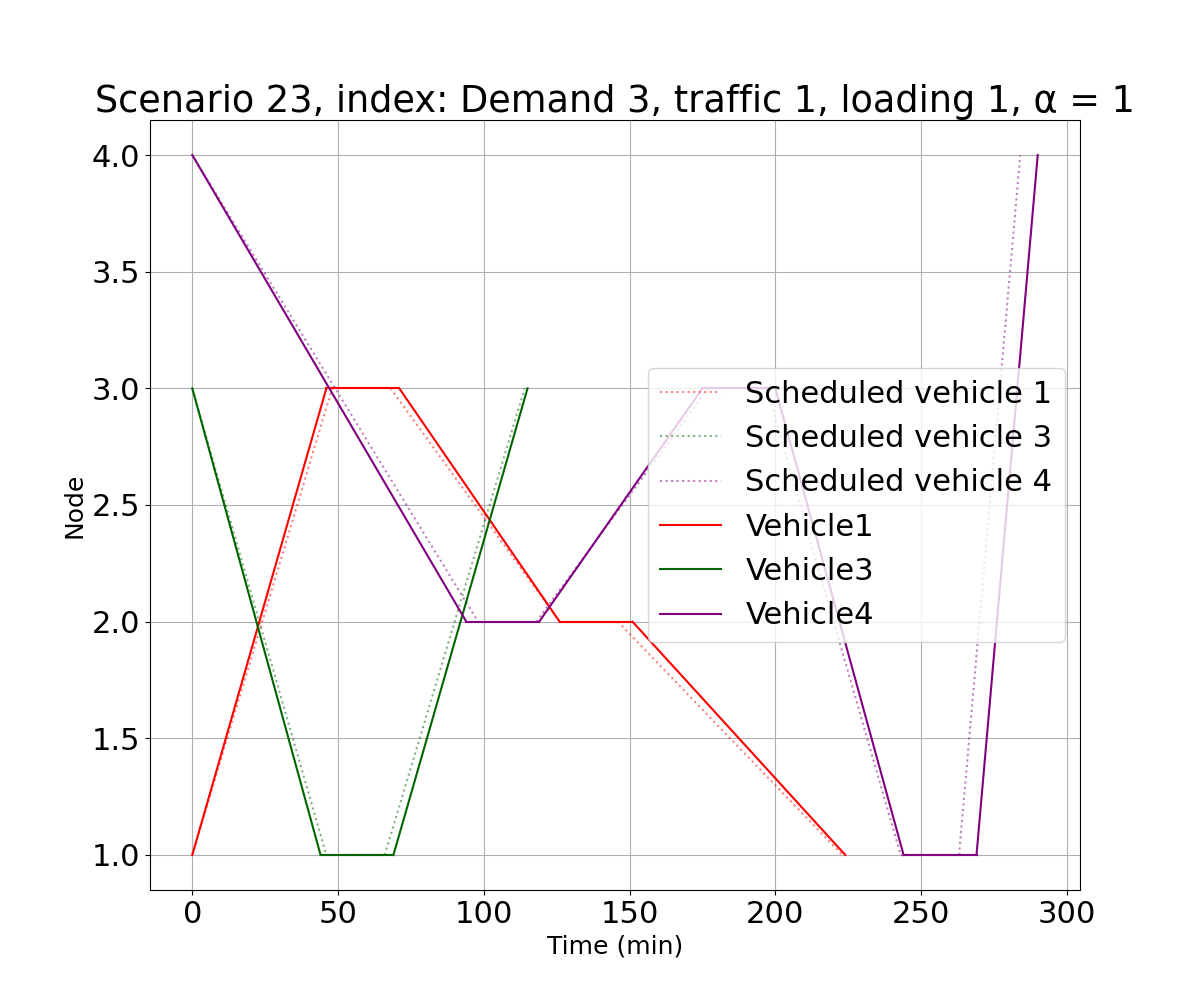 Scenario 23, index: Demand 3, traffic 1, loading 1, α = 1
4.0
3.5
3.0
2.5
2.0
1.5
1.0
Node
Scheduled vehicle 1
Scheduled vehicle 3
Scheduled vehicle 4
Vehicle1
Vehicle3
Vehicle4
0 50 100 150 200 250 300
Time (min)